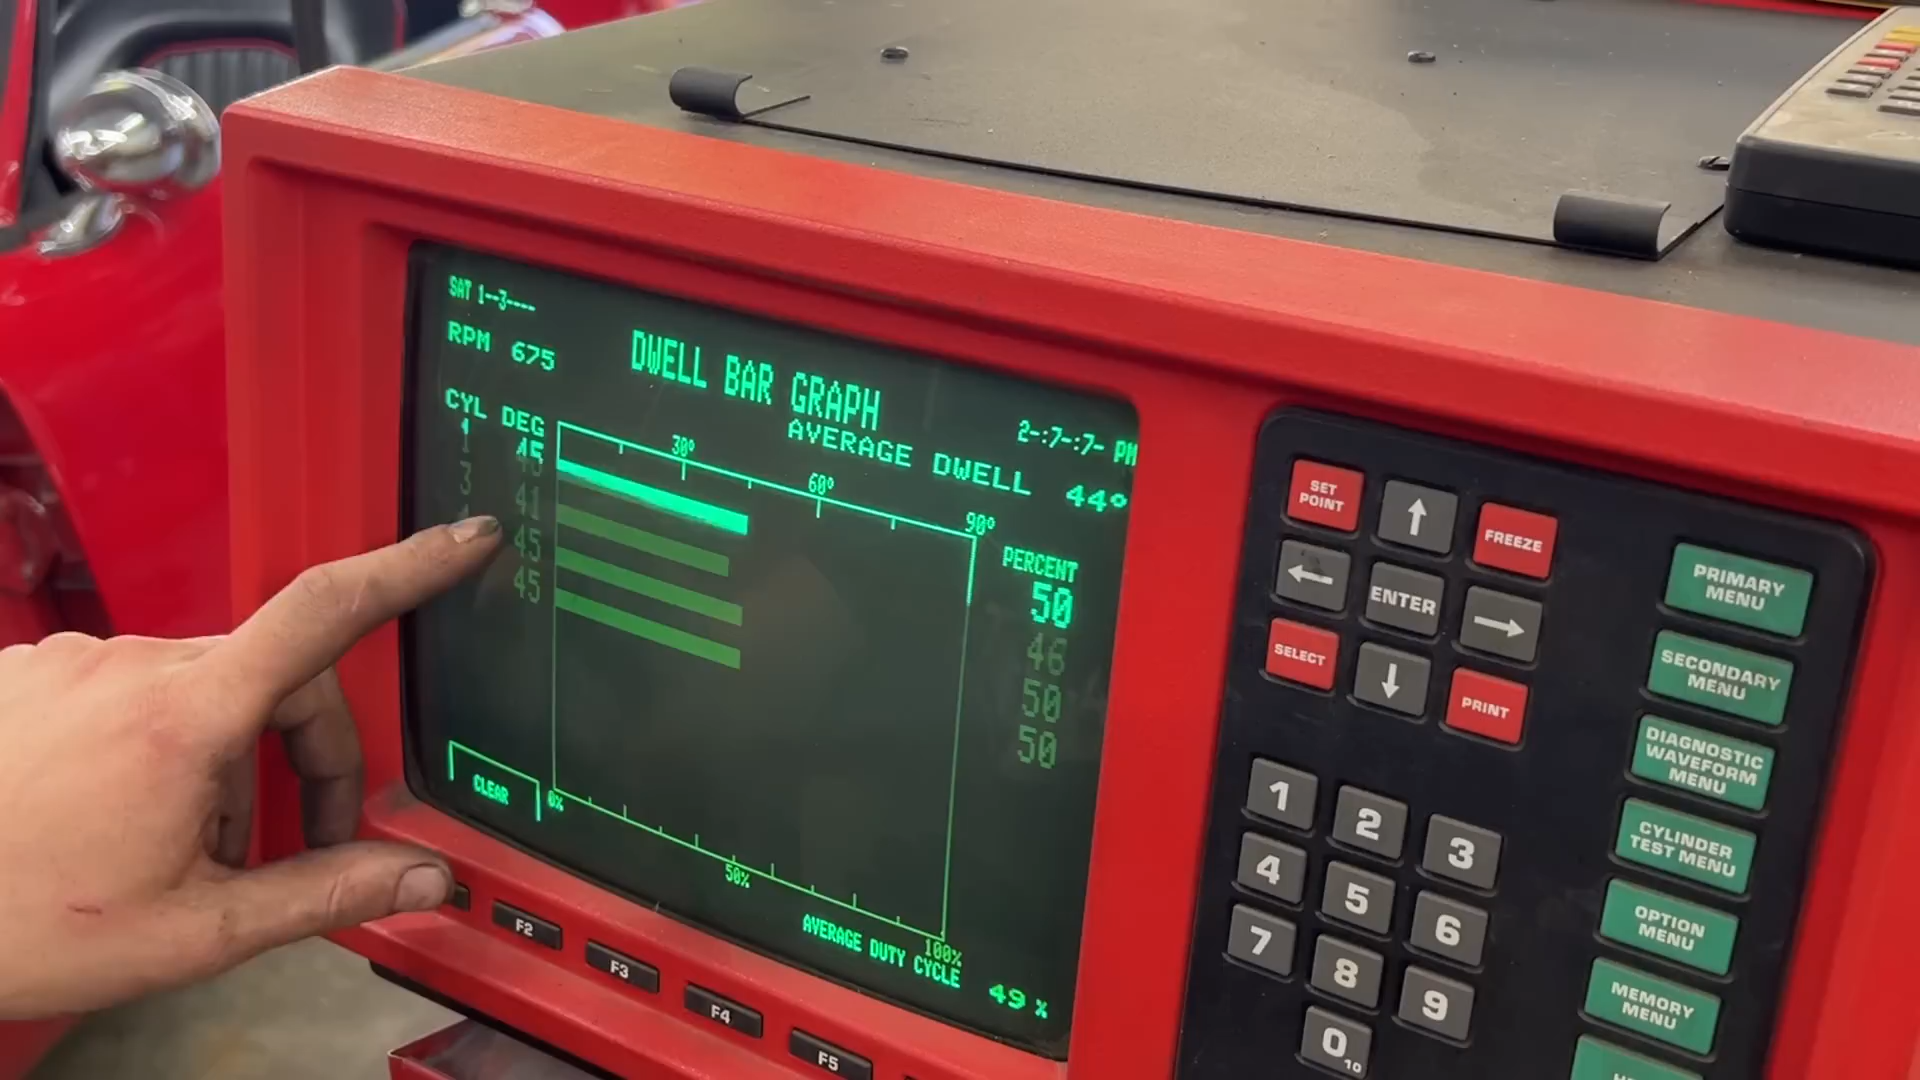 SAT 1--3----
RPM 675
DWELL BAR GRAPH
2-:7-:7- PM
AVERAGE DWELL 44°
CYL DEG
30°
60°
90°
PERCENT
1 45 50
3 41 46
45 50
45 50
CLEAR
0%
50%
100%
AVERAGE DUTY CYCLE 49 %
F2
F3
F4
F5
SET POINT
↑
FREEZE
←
ENTER
→
SELECT
↓
PRINT
1
2
3
4
5
6
7
8
9
0 10
PRIMARY
MENU
SECONDARY
MENU
DIAGNOSTIC
WAVEFORM
MENU
CYLINDER
TEST MENU
OPTION
MENU
MEMORY
MENU